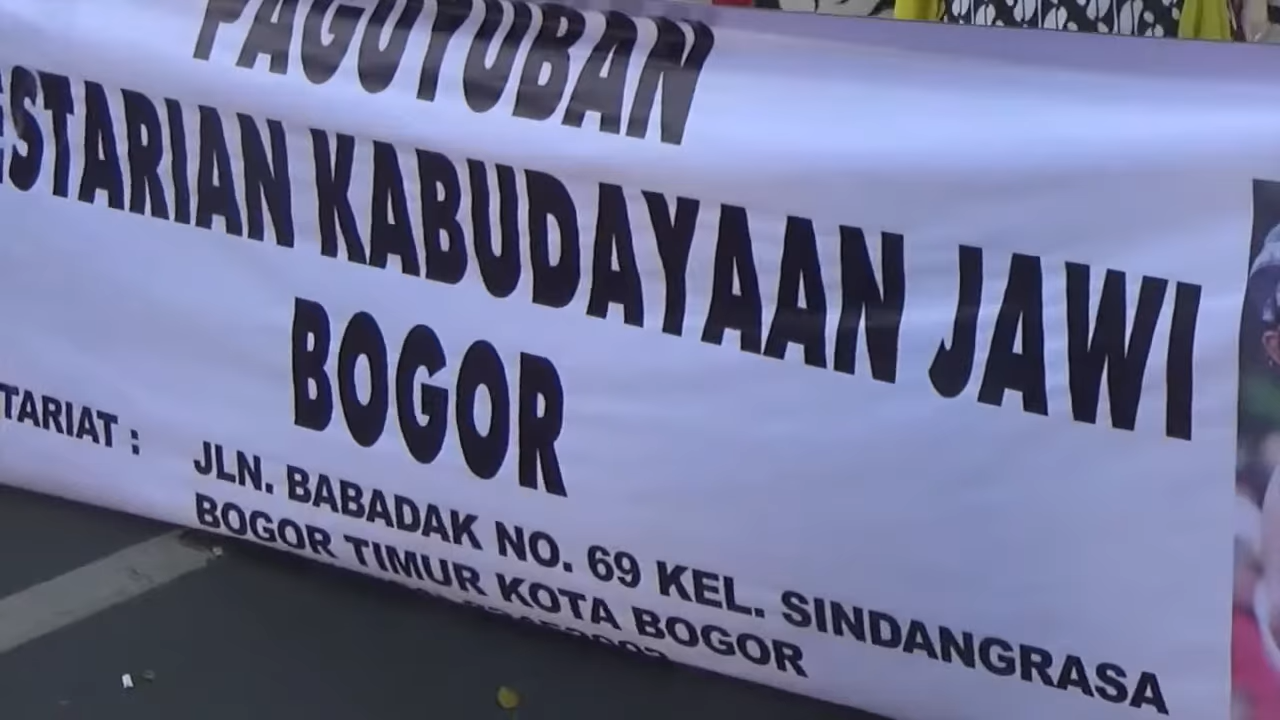 PAGUYUBAN
ESTARIAN KABUDAYAAN JAWI
BOGOR
TARIAT :
JLN. BABADAK NO. 69 KEL. SINDANGRASA
BOGOR TIMUR KOTA BOGOR